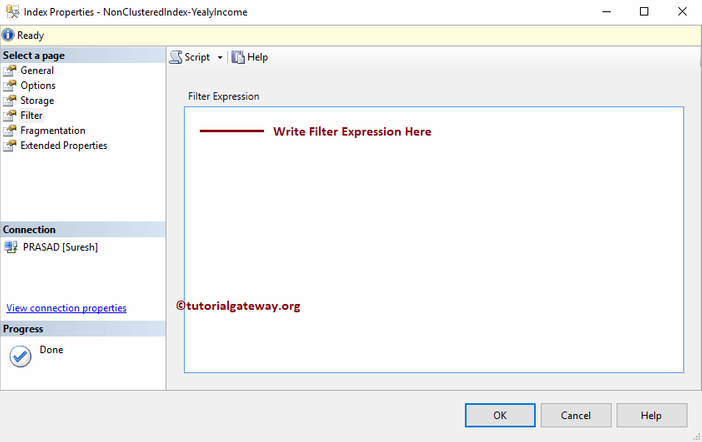 Index Properties - NonClusteredIndex-YealyIncome
Ready
Select a page
General
Options
Storage
Filter
Fragmentation
Extended Properties
Connection
PRASAD [Suresh]
View connection properties
Progress
Done
Script
Help
Filter Expression
Write Filter Expression Here
©tutorialgateway.org
OK
Cancel
Help